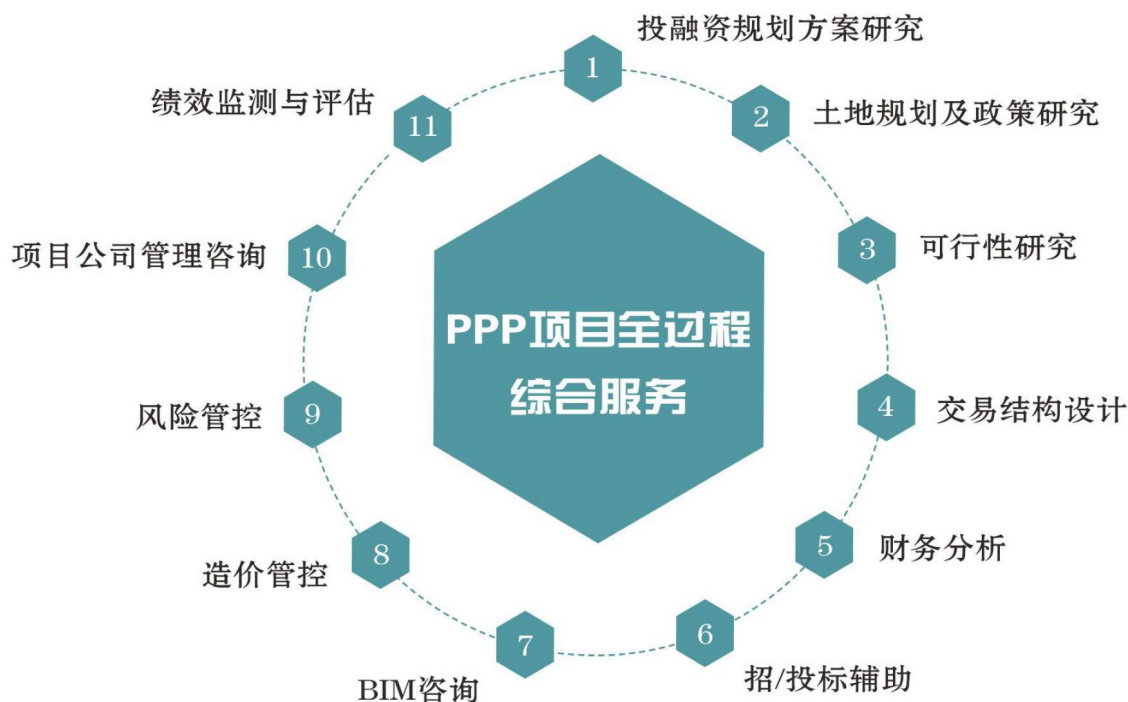 1
投融资规划方案研究
2
土地规划及政策研究
3
可行性研究
4
交易结构设计
5
财务分析
6
招/投标辅助
7
BIM咨询
8
造价管控
9
风险管控
10
项目公司管理咨询
11
绩效监测与评估
PPP项目全过程
综合服务